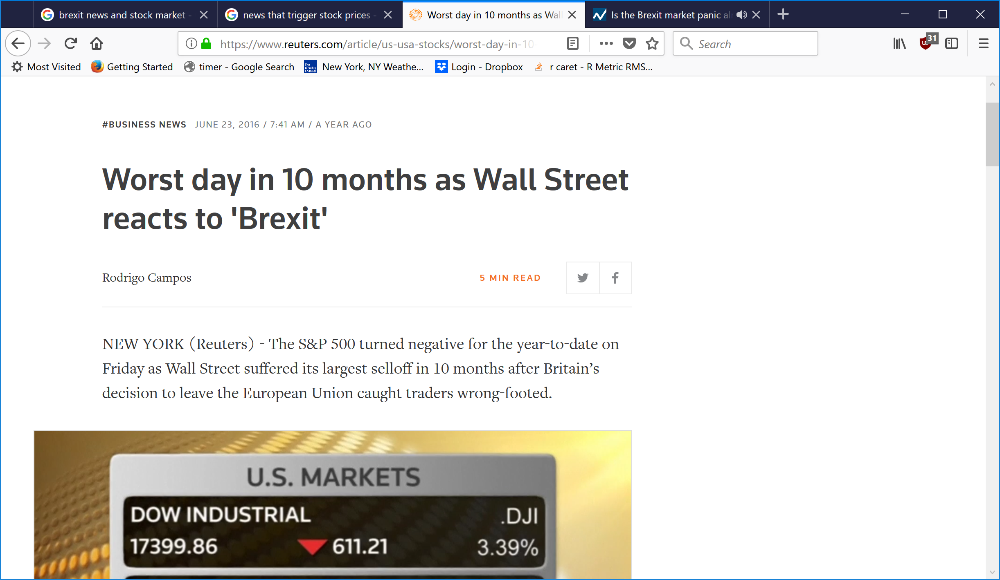 brexit news and stock market -
news that trigger stock prices -
Worst day in 10 months as Wall
Is the Brexit market panic alr
https://www.reuters.com/article/us-usa-stocks/worst-day-in-10-
Search
31
Most Visited
Getting Started
timer - Google Search
The Weather Channel
New York, NY Weathe...
Login - Dropbox
r caret - R Metric RMS...
#BUSINESS NEWS JUNE 23, 2016 / 7:41 AM / A YEAR AGO
Worst day in 10 months as Wall Street
reacts to 'Brexit'
Rodrigo Campos
5 MIN READ
NEW YORK (Reuters) - The S&P 500 turned negative for the year-to-date on
Friday as Wall Street suffered its largest selloff in 10 months after Britain’s
decision to leave the European Union caught traders wrong-footed.
U.S. MARKETS
DOW INDUSTRIAL .DJI
17399.86 611.21 3.39%